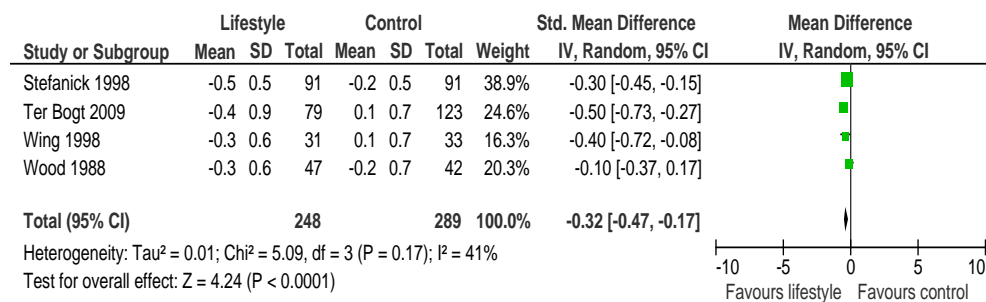 Lifestyle Control Std. Mean Difference Mean Difference
Study or Subgroup Mean SD Total Mean SD Total Weight IV, Random, 95% CI IV, Random, 95% CI
Stefanick 1998 -0.5 0.5 91 -0.2 0.5 91 38.9% -0.30 [-0.45, -0.15]
Ter Bogt 2009 -0.4 0.9 79 0.1 0.7 123 24.6% -0.50 [-0.73, -0.27]
Wing 1998 -0.3 0.6 31 0.1 0.7 33 16.3% -0.40 [-0.72, -0.08]
Wood 1988 -0.3 0.6 47 -0.2 0.7 42 20.3% -0.10 [-0.37, 0.17]
Total (95% CI) 248 289 100.0% -0.32 [-0.47, -0.17]
Heterogeneity: Tau² = 0.01; Chi² = 5.09, df = 3 (P = 0.17); I² = 41%
Test for overall effect: Z = 4.24 (P < 0.0001)
-10 -5 0 5 10
Favours lifestyle Favours control